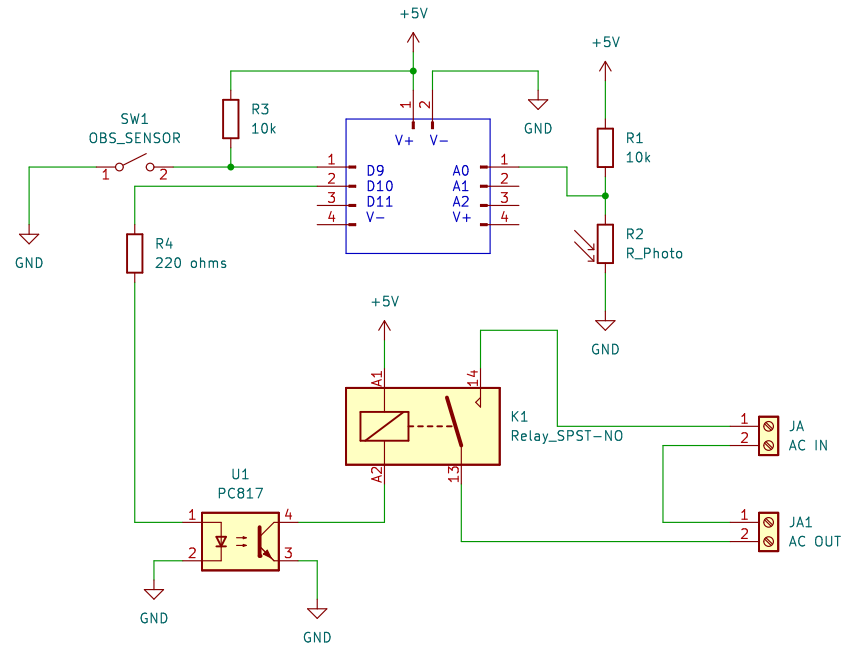 +5V
+5V
R3
10k
SW1
OBS_SENSOR
1
2
1
2
V+
V-
GND
R1
10k
1
2
3
4
D9
D10
D11
V-
A0
A1
A2
V+
1
2
3
4
GND
R4
220 ohms
R2
R_Photo
GND
+5V
A1
14
K1
Relay_SPST-NO
A2
13
1
2
JA
AC IN
U1
PC817
1
2
4
3
1
2
JA1
AC OUT
GND
GND